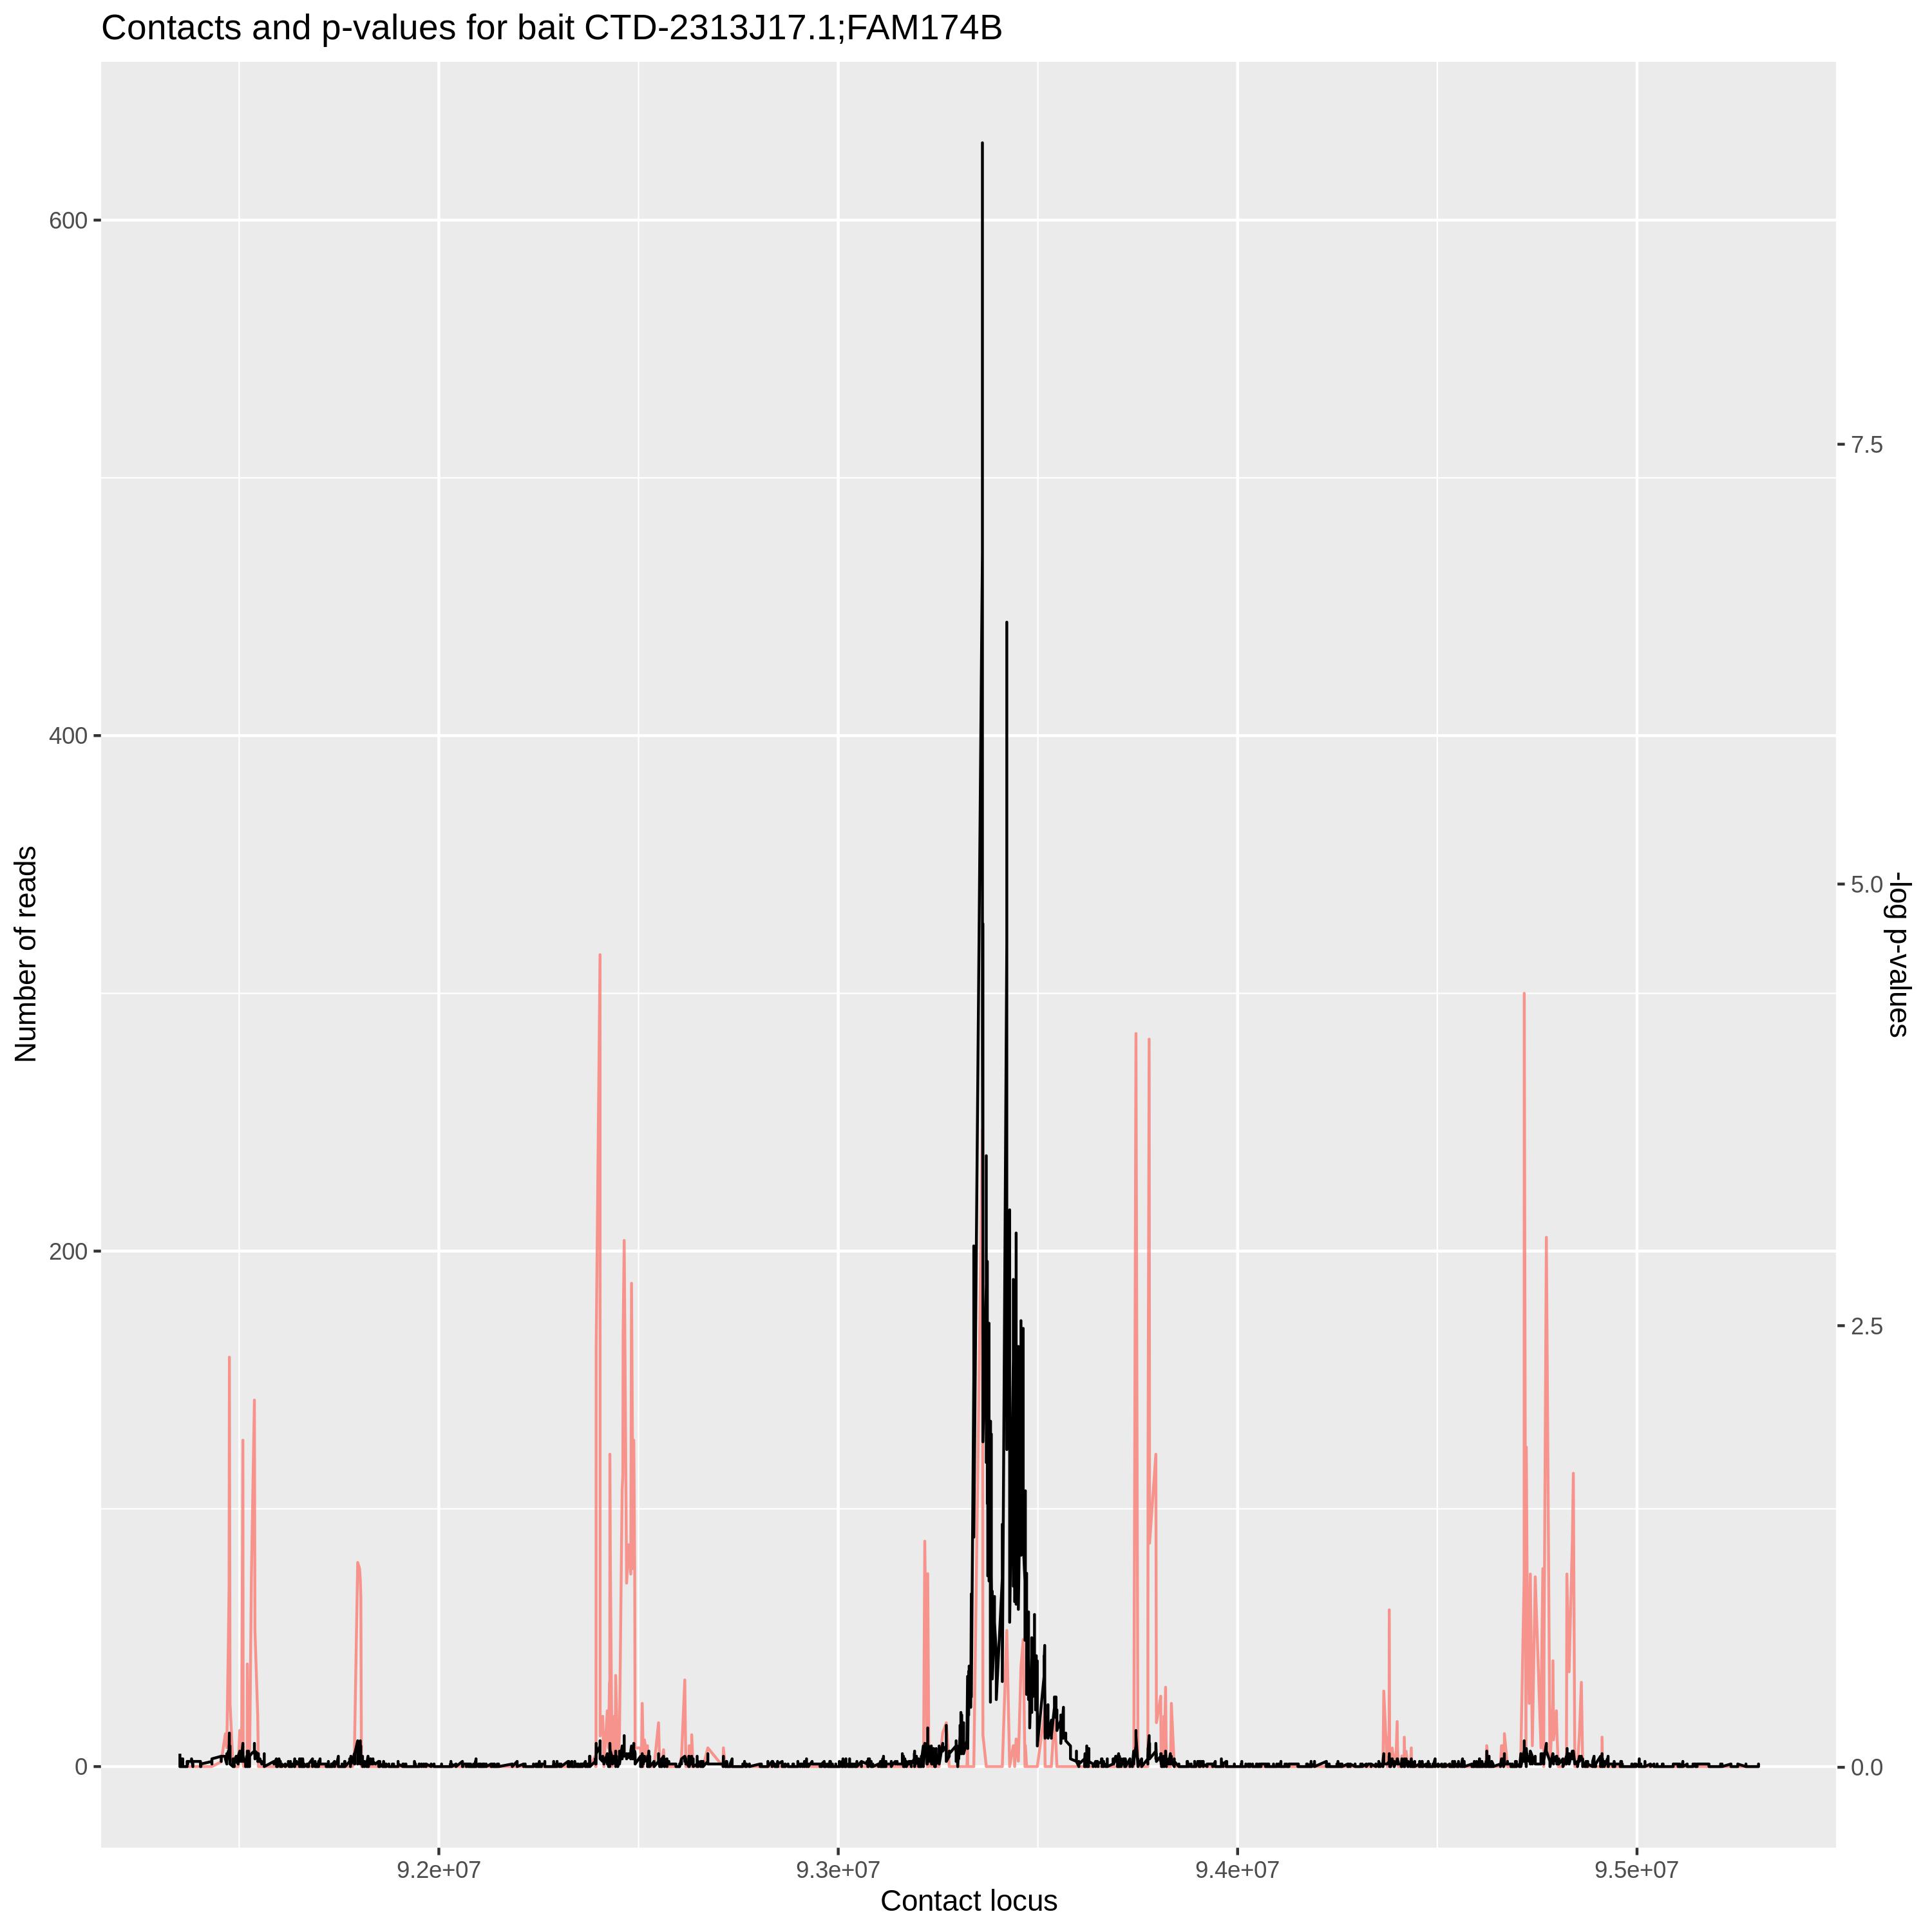 Contacts and p-values for bait CTD-2313J17.1;FAM174B
600
400
200
0
Number of reads
7.5
5.0
2.5
0.0
-log p-values
9.2e+07
9.3e+07
9.4e+07
9.5e+07
Contact locus